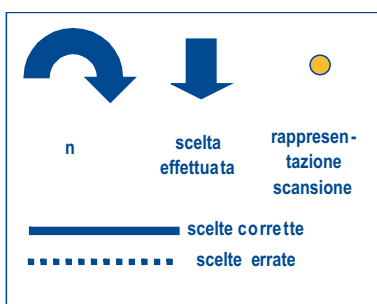 n
scelta
effettuata
rappresen-
tazione
scansione
scelte corrette
scelte errate